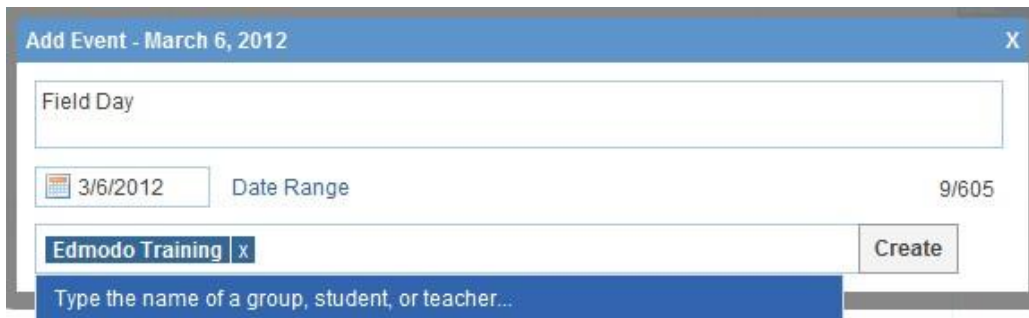 Add Event - March 6, 2012 X
Field Day
3/6/2012 Date Range 9/605
Edmodo Training x Create
Type the name of a group, student, or teacher...